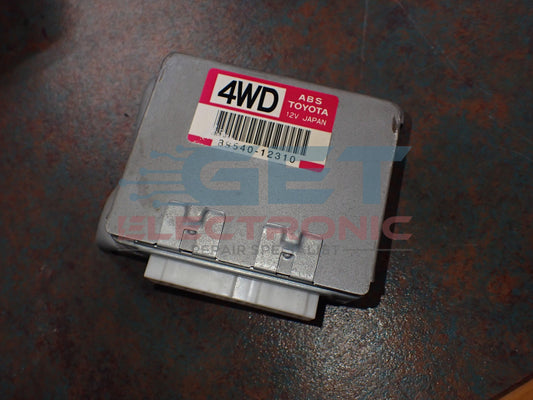 4WD
ABS
TOYOTA
12V JAPAN
89540-12310
GET
ELECTRONIC
REPAIR SPECIALIST